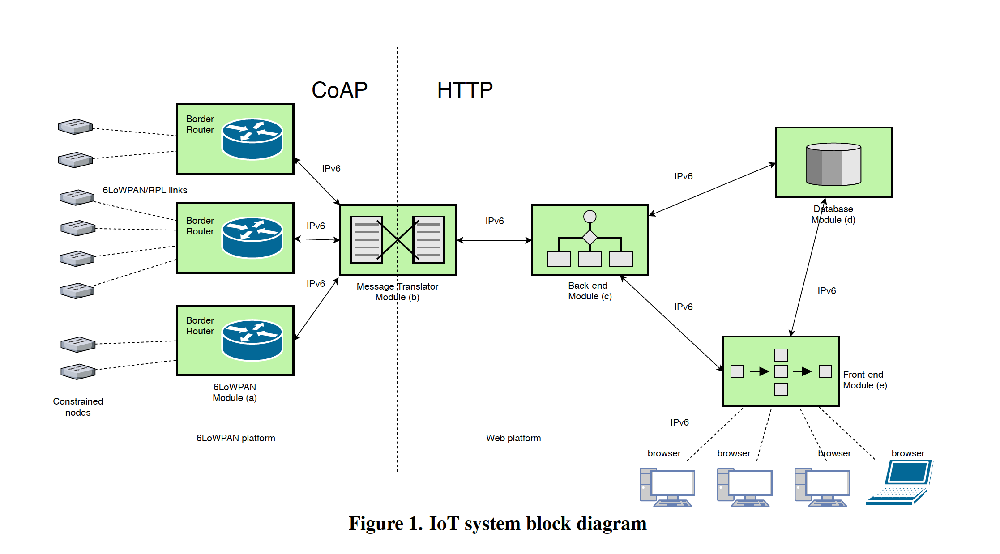 CoAP
HTTP
Border
Router
IPv6
IPv6
6LoWPAN/RPL links
Database
Module (d)
Border
Router
IPv6
IPv6
Message Translator
Module (b)
Back-end
Module (c)
IPv6
IPv6
IPv6
Border
Router
Front-end
Module (e)
6LoWPAN
Module (a)
Constrained
nodes
IPv6
6LoWPAN platform
Web platform
browser
browser
browser
browser
Figure 1. IoT system block diagram